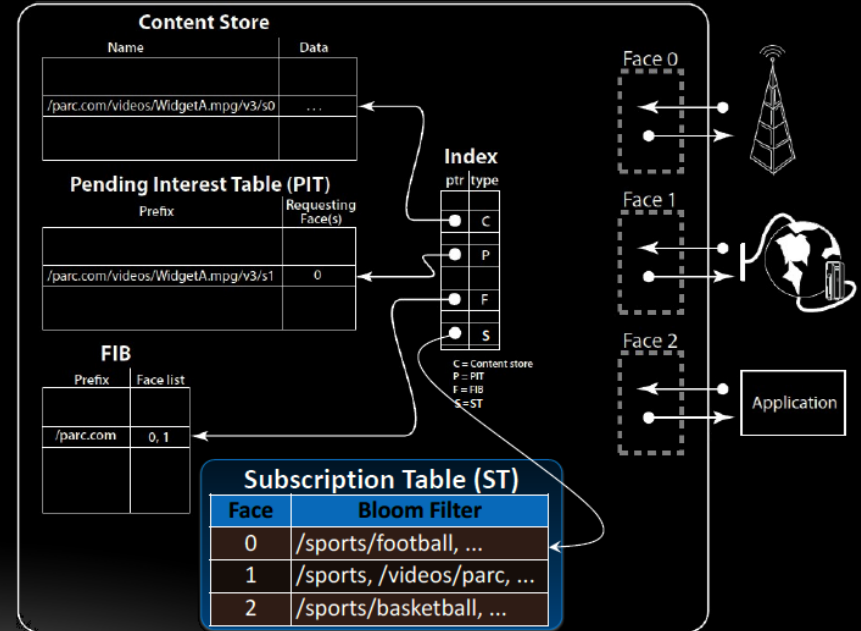 Content Store
Name Data
/parc.com/videos/WidgetA.mpg/v3/s0 ...
Pending Interest Table (PIT)
Prefix Requesting Face(s)
/parc.com/videos/WidgetA.mpg/v3/s1 0
FIB
Prefix Face list
/parc.com 0, 1
Index
ptr type
C
P
F
S
C = Content store
P = PIT
F = FIB
S = ST
Face 0
Face 1
Face 2
Application
Subscription Table (ST)
Face Bloom Filter
0 /sports/football, ...
1 /sports, /videos/parc, ...
2 /sports/basketball, ...